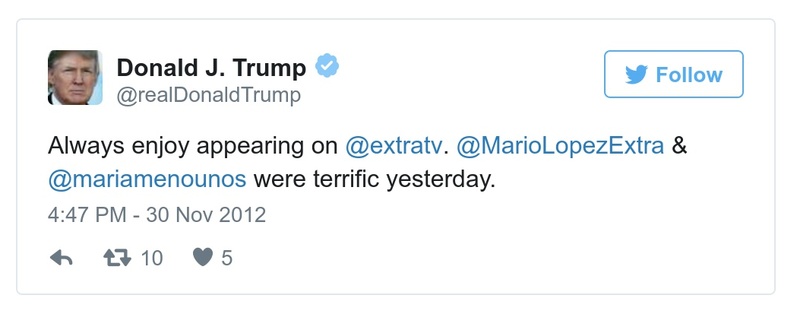 Donald J. Trump
@realDonaldTrump
Follow
Always enjoy appearing on @extratv. @MarioLopezExtra &
@mariamenounos were terrific yesterday.
4:47 PM - 30 Nov 2012
10 5